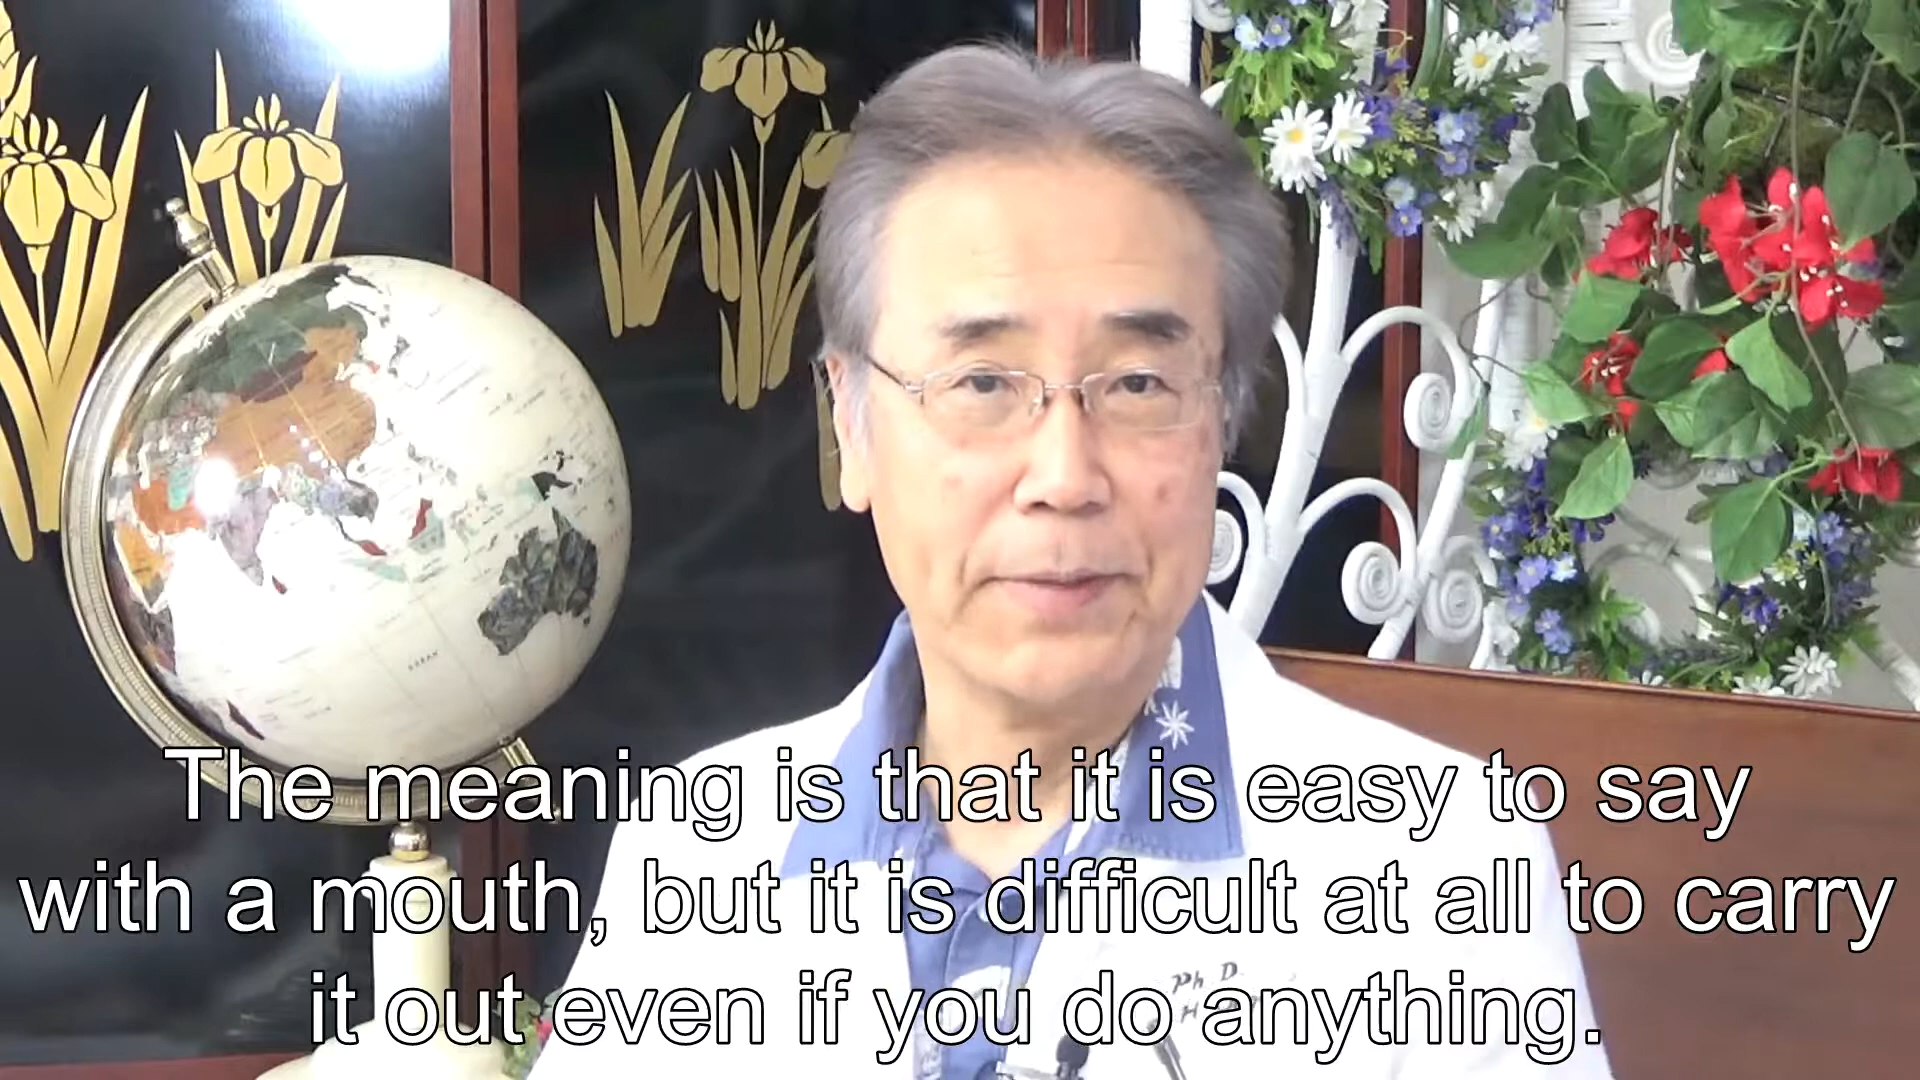 The meaning is that it is easy to say
with a mouth, but it is difficult at all to carry
it out even if you do anything.
Ph. D.